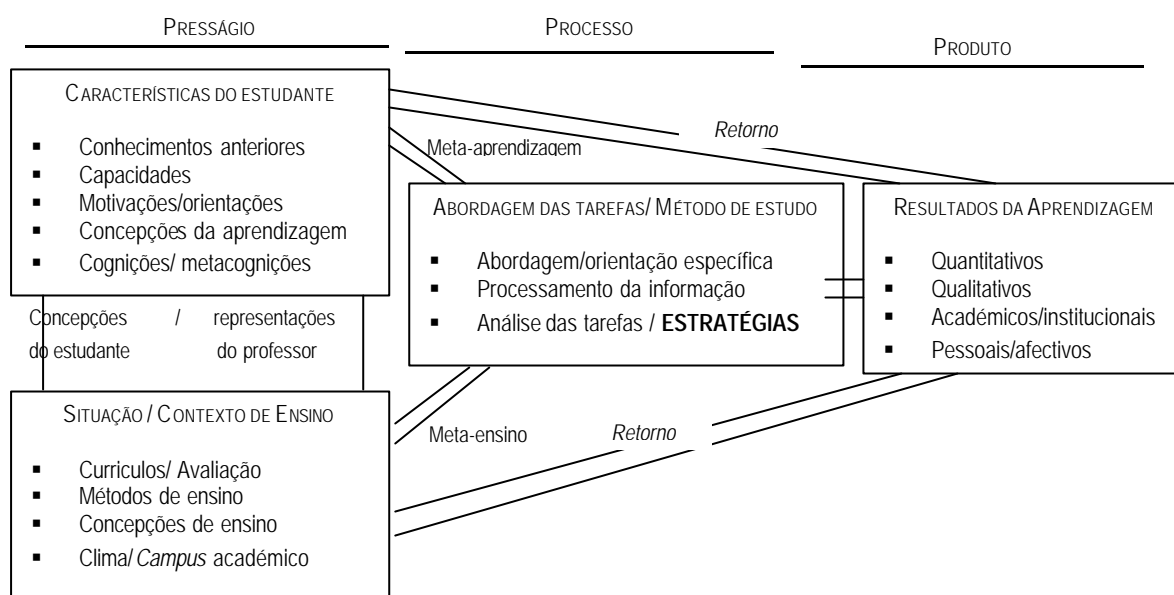 PRESSÁGIO
PROCESSO
PRODUTO
CARACTERÍSTICAS DO ESTUDANTE
▪ Conhecimentos anteriores
▪ Capacidades
▪ Motivações/orientações
▪ Concepções da aprendizagem
▪ Cognições/ metacognições
Meta-aprendizagem
Retorno
ABORDAGEM DAS TAREFAS/ MÉTODO DE ESTUDO
▪ Abordagem/orientação específica
▪ Processamento da informação
▪ Análise das tarefas / ESTRATÉGIAS
RESULTADOS DA APRENDIZAGEM
▪ Quantitativos
▪ Qualitativos
▪ Académicos/institucionais
▪ Pessoais/afectivos
Concepções / representações
do estudante do professor
SITUAÇÃO / CONTEXTO DE ENSINO
▪ Curriculos/ Avaliação
▪ Métodos de ensino
▪ Concepções de ensino
▪ Clima/ Campus académico
Meta-ensino
Retorno